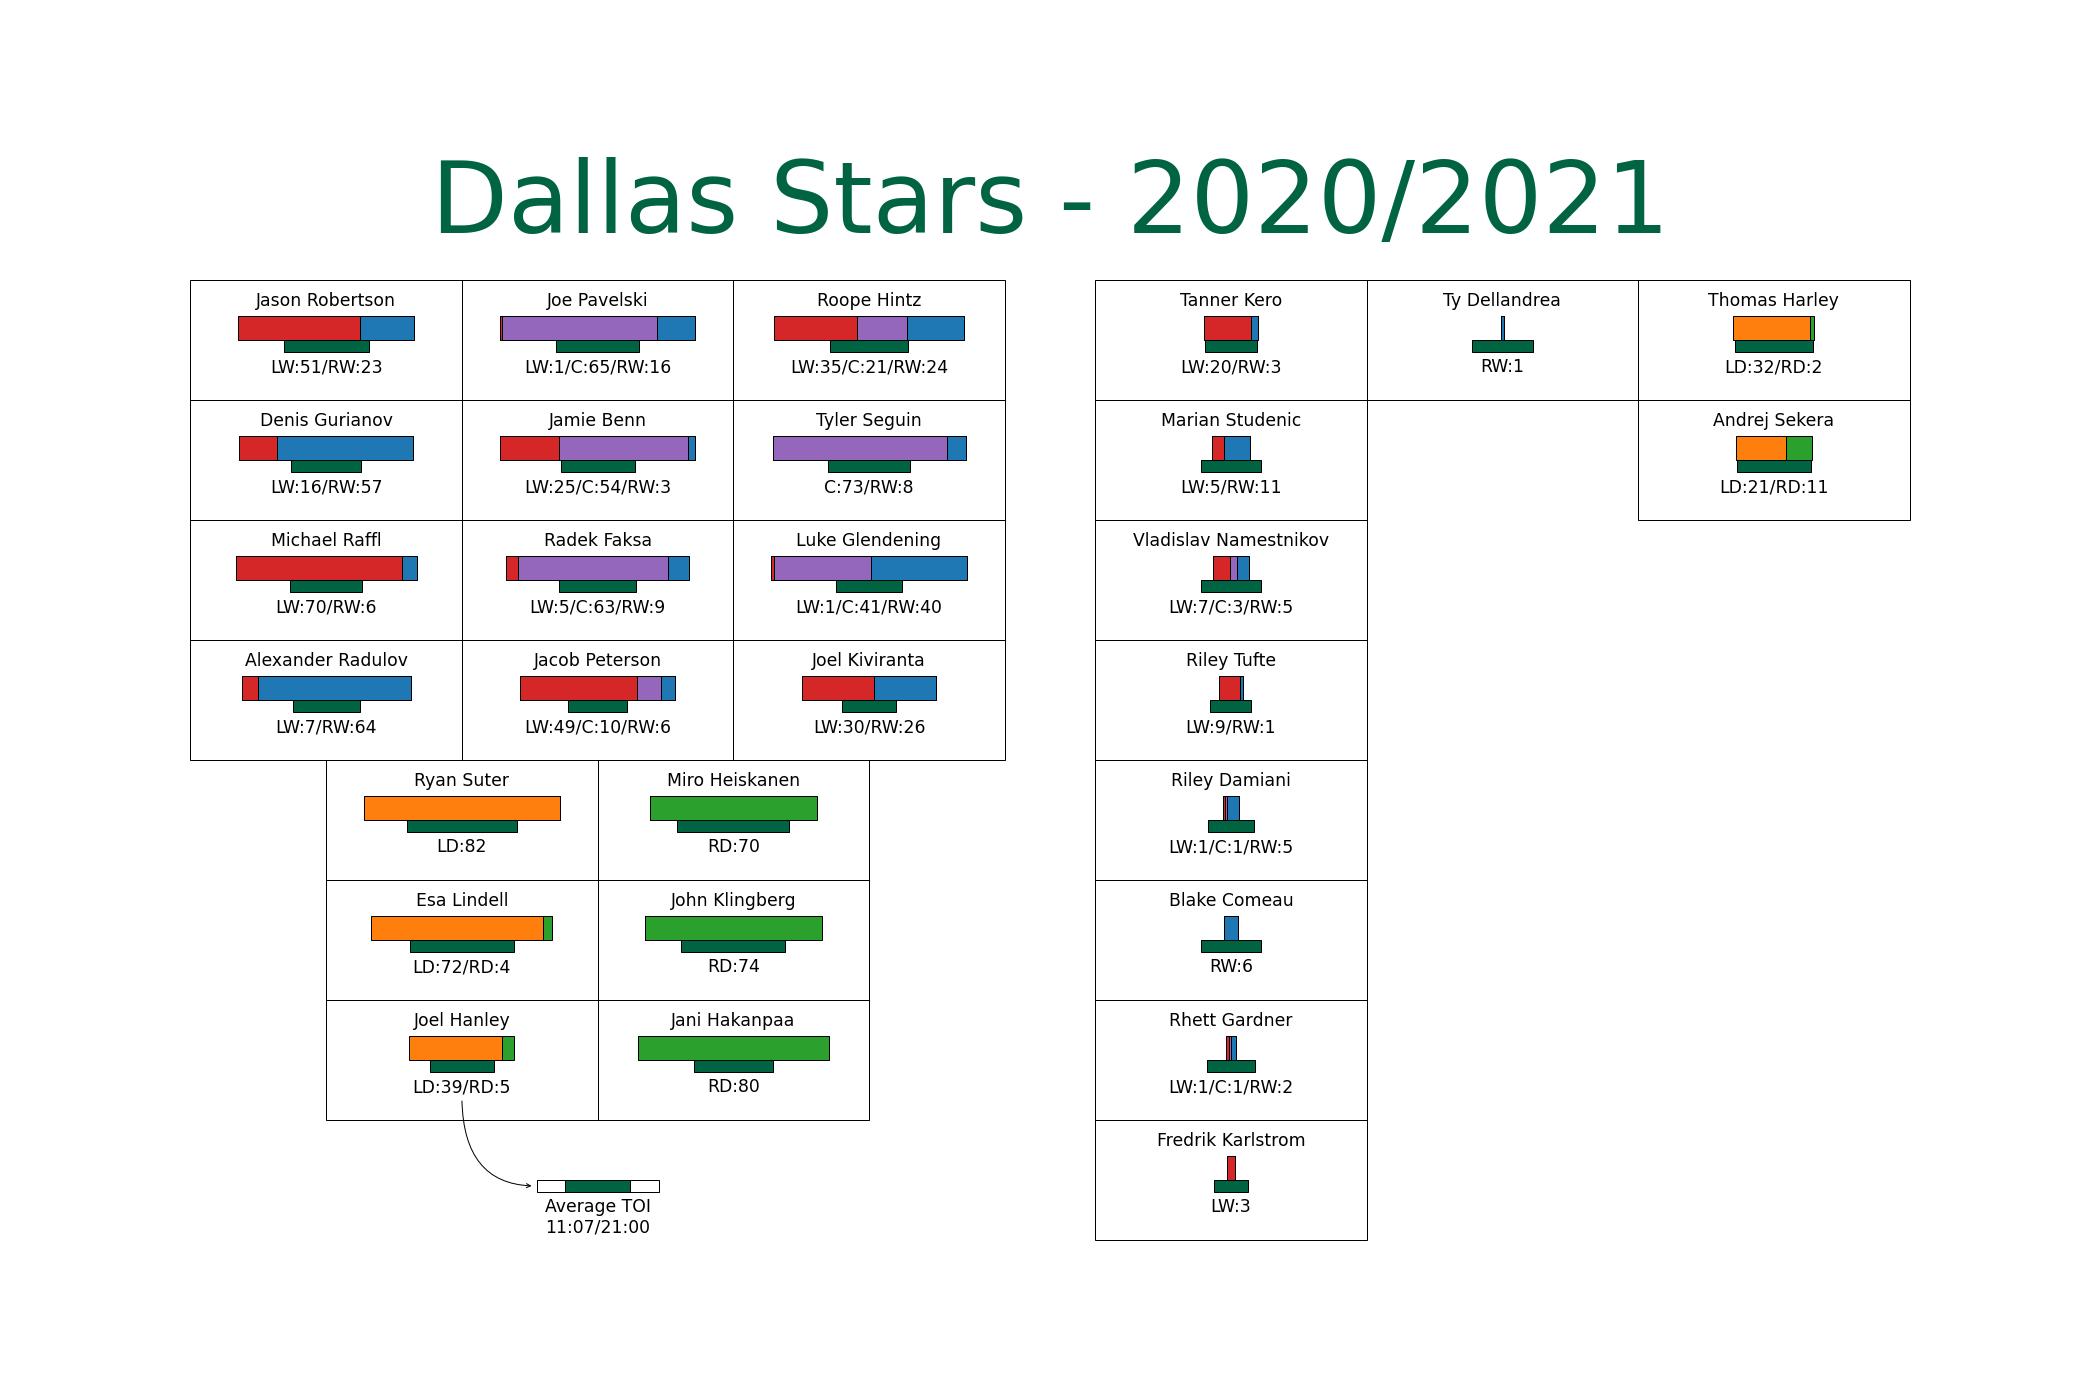 Dallas Stars - 2020/2021
Jason Robertson
LW:51/RW:23
Joe Pavelski
LW:1/C:65/RW:16
Roope Hintz
LW:35/C:21/RW:24
Denis Gurianov
LW:16/RW:57
Jamie Benn
LW:25/C:54/RW:3
Tyler Seguin
C:73/RW:8
Michael Raffl
LW:70/RW:6
Radek Faksa
LW:5/C:63/RW:9
Luke Glendening
LW:1/C:41/RW:40
Alexander Radulov
LW:7/RW:64
Jacob Peterson
LW:49/C:10/RW:6
Joel Kiviranta
LW:30/RW:26
Ryan Suter
LD:82
Miro Heiskanen
RD:70
Esa Lindell
LD:72/RD:4
John Klingberg
RD:74
Joel Hanley
LD:39/RD:5
Jani Hakanpaa
RD:80
Average TOI
11:07/21:00
Tanner Kero
LW:20/RW:3
Ty Dellandrea
RW:1
Thomas Harley
LD:32/RD:2
Marian Studenic
LW:5/RW:11
Andrej Sekera
LD:21/RD:11
Vladislav Namestnikov
LW:7/C:3/RW:5
Riley Tufte
LW:9/RW:1
Riley Damiani
LW:1/C:1/RW:5
Blake Comeau
RW:6
Rhett Gardner
LW:1/C:1/RW:2
Fredrik Karlstrom
LW:3